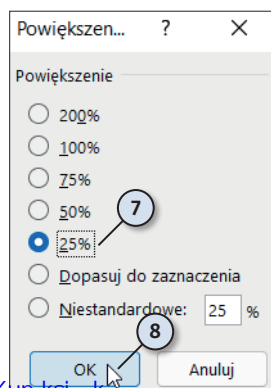 Powiększen... ? ×
Powiększenie
200%
100%
75%
50%
7
25%
Dopasuj do zaznaczenia
Niestandardowe: 25 %
8
OK Anuluj